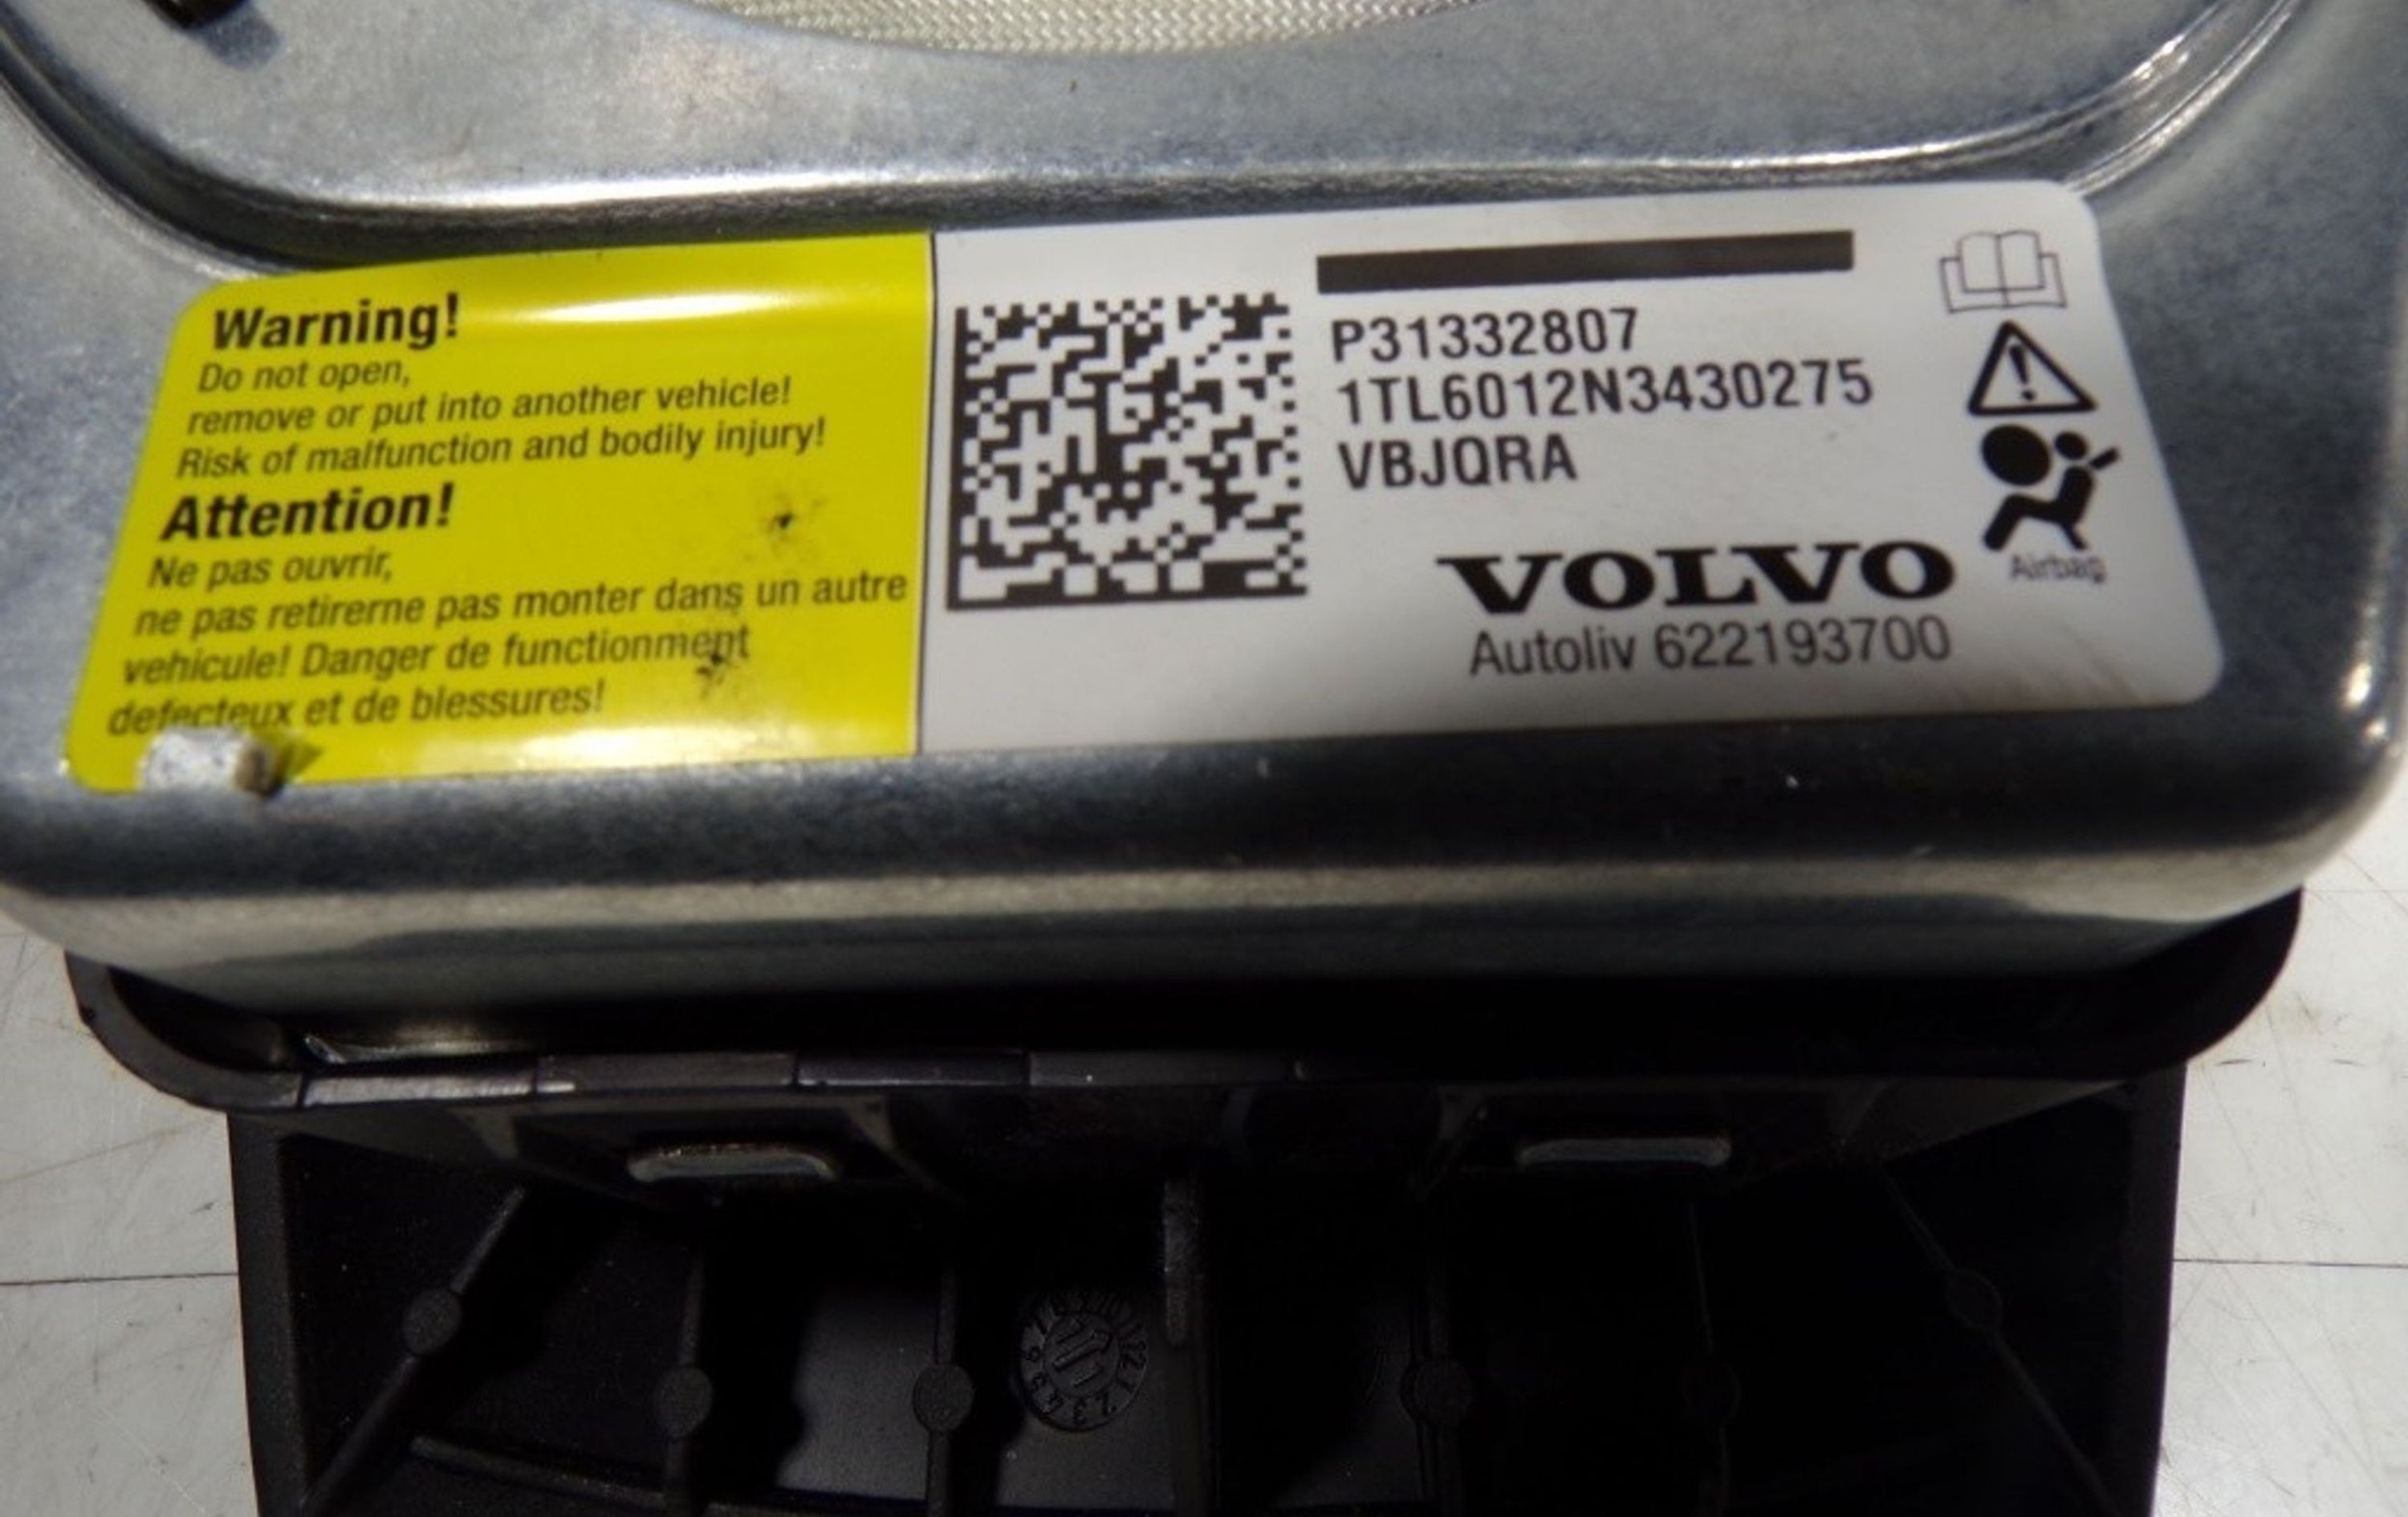 Warning!
Do not open,
remove or put into another vehicle!
Risk of malfunction and bodily injury!
Attention!
Ne pas ouvrir,
ne pas retirerne pas monter dans un autre
vehicule! Danger de functionment
defecteux et de blessures!
P31332807
1TL6012N3430275
VBJQRA
VOLVO
Autoliv 622193700
Airbag